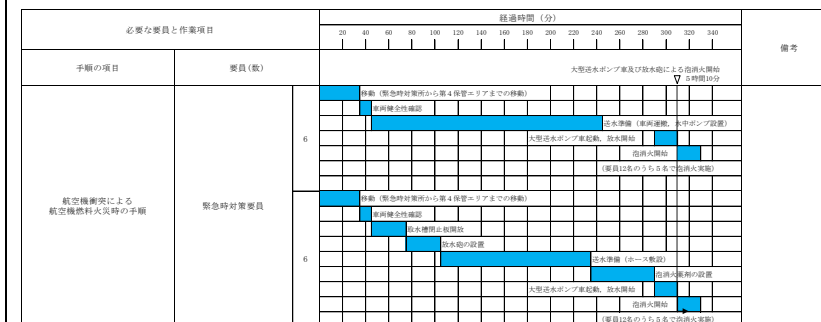 必要な要員と作業項目
経過時間（分）
備考
20 40 60 80 100 120 140 160 180 200 220 240 260 280 300 320 340
手順の項目
要員(数)
大型送水ポンプ車及び放水砲による泡消火開始
▽ 5時間10分
航空機衝突による
航空機燃料火災時の手順
緊急時対策要員
6
移動（緊急時対策所から第４保管エリアまでの移動）
車両健全性確認
送水準備（車両運搬，水中ポンプ設置）
大型送水ポンプ車起動，放水開始
泡消火開始
(要員12名のうち５名で泡消火実施)
6
移動（緊急時対策所から第４保管エリアまでの移動）
車両健全性確認
取水槽閉止板開放
放水砲の設置
送水準備（ホース敷設）
泡消火薬剤の設置
大型送水ポンプ車起動，放水開始
泡消火開始
(要員12名のうち５名で泡消火実施)